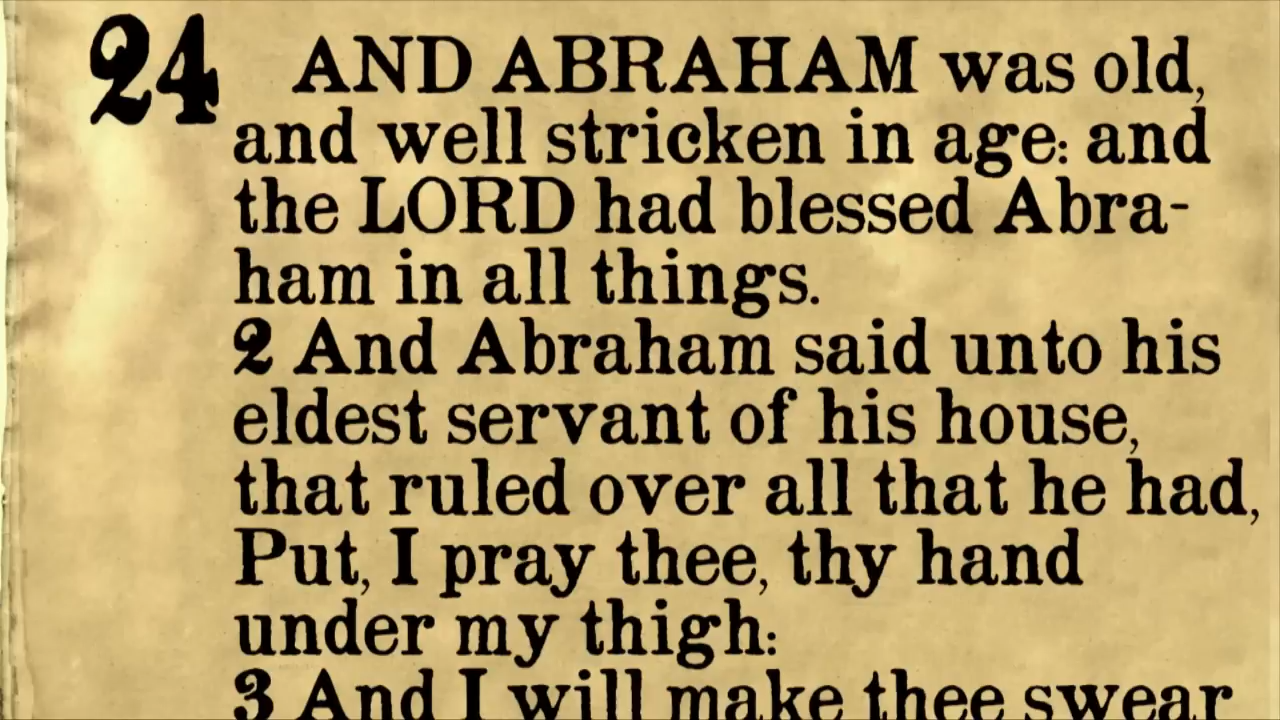 24 AND ABRAHAM was old,
and well stricken in age: and
the LORD had blessed Abra-
ham in all things.
2 And Abraham said unto his
eldest servant of his house,
that ruled over all that he had,
Put, I pray thee, thy hand
under my thigh:
3 And I will make thee swear